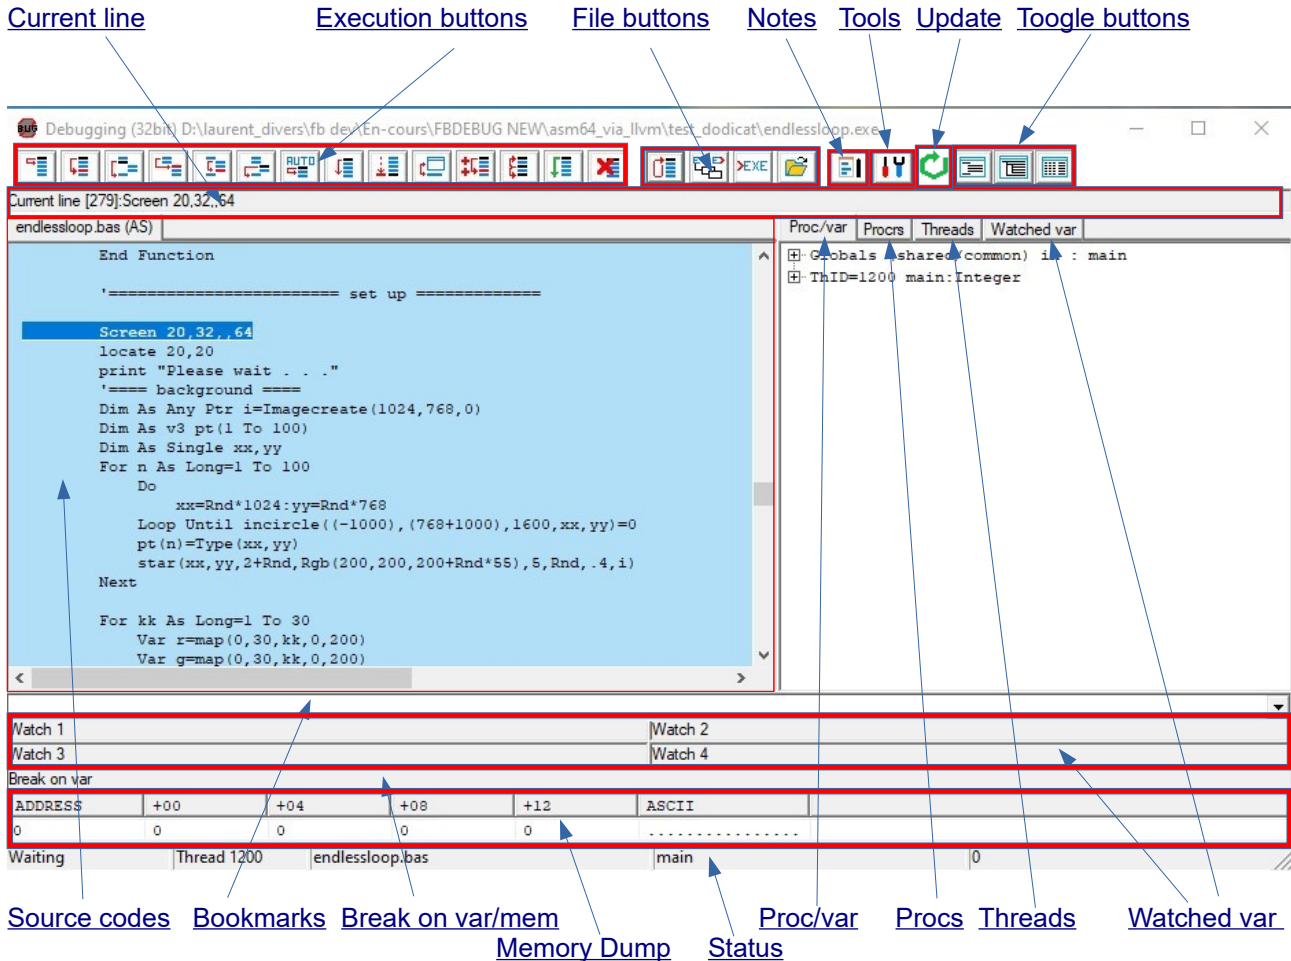 Current line Execution buttons File buttons Notes Tools Update Toogle buttons
BUG Debugging (32bit) D:\laurent_divers\fb dev\En-cours\FBDEBUG NEW\asm64_via_llvm\test_dodicat\endlessloop.exe
AUTO >EXE
Current line [279]:Screen 20,32,,64
endlessloop.bas (AS)
Proc/var Procrs Threads Watched var
End Function
'======================== set up =============
Screen 20,32,,64
locate 20,20
print "Please wait . . ."
'==== background ====
Dim As Any Ptr i=Imagecreate(1024,768,0)
Dim As v3 pt(1 To 100)
Dim As Single xx,yy
For n As Long=1 To 100
Do
xx=Rnd*1024:yy=Rnd*768
Loop Until incircle((-1000),(768+1000),1600,xx,yy)=0
pt(n)=Type(xx,yy)
star(xx,yy,2+Rnd,Rgb(200,200,200+Rnd*55),5,Rnd,.4,i)
Next
For kk As Long=1 To 30
Var r=map(0,30,kk,0,200)
Var g=map(0,30,kk,0,200)
Globals (shared/common) in : main
ThID=1200 main:Integer
Watch 1 Watch 2
Watch 3 Watch 4
Break on var
ADDRESS +00 +04 +08 +12 ASCII
0 0 0 0 0 ................
Waiting Thread 1200 endlessloop.bas main 0
Source codes Bookmarks Break on var/mem Proc/var Procs Threads Watched var
Memory Dump Status